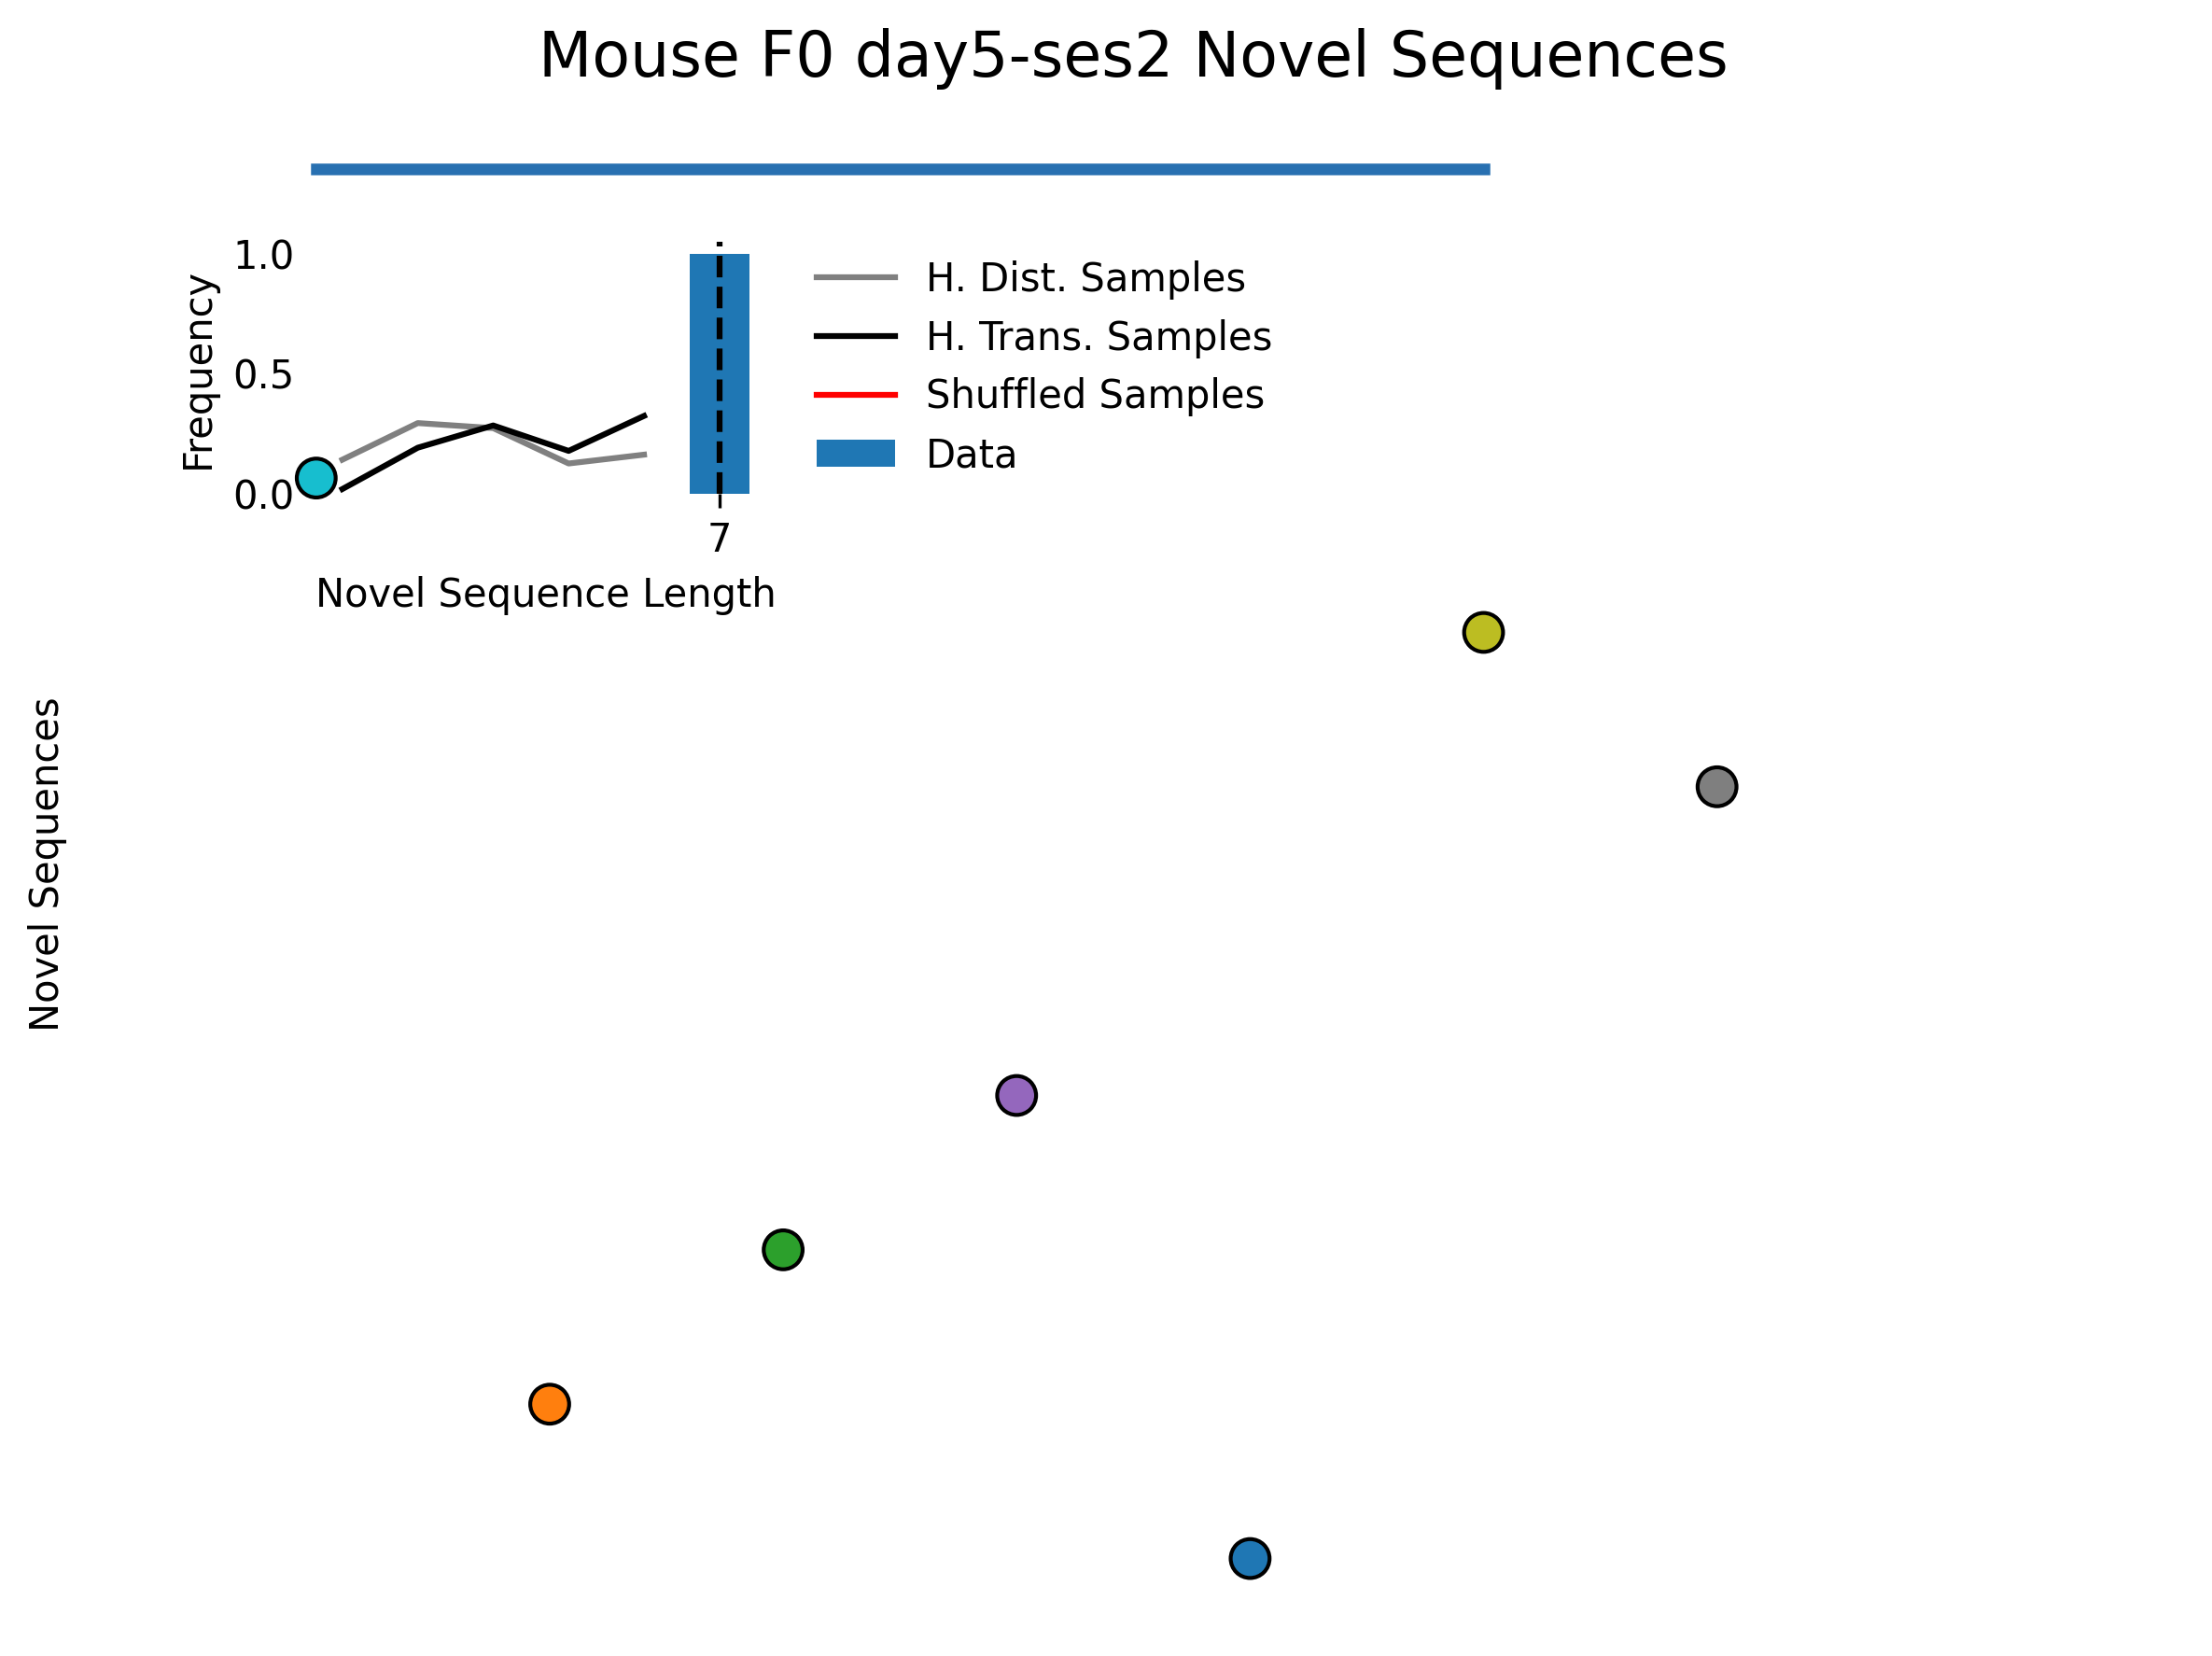 Mouse F0 day5-ses2 Novel Sequences
Frequency
1.0
0.5
0.0
7
Novel Sequence Length
H. Dist. Samples
H. Trans. Samples
Shuffled Samples
Data
Novel Sequences